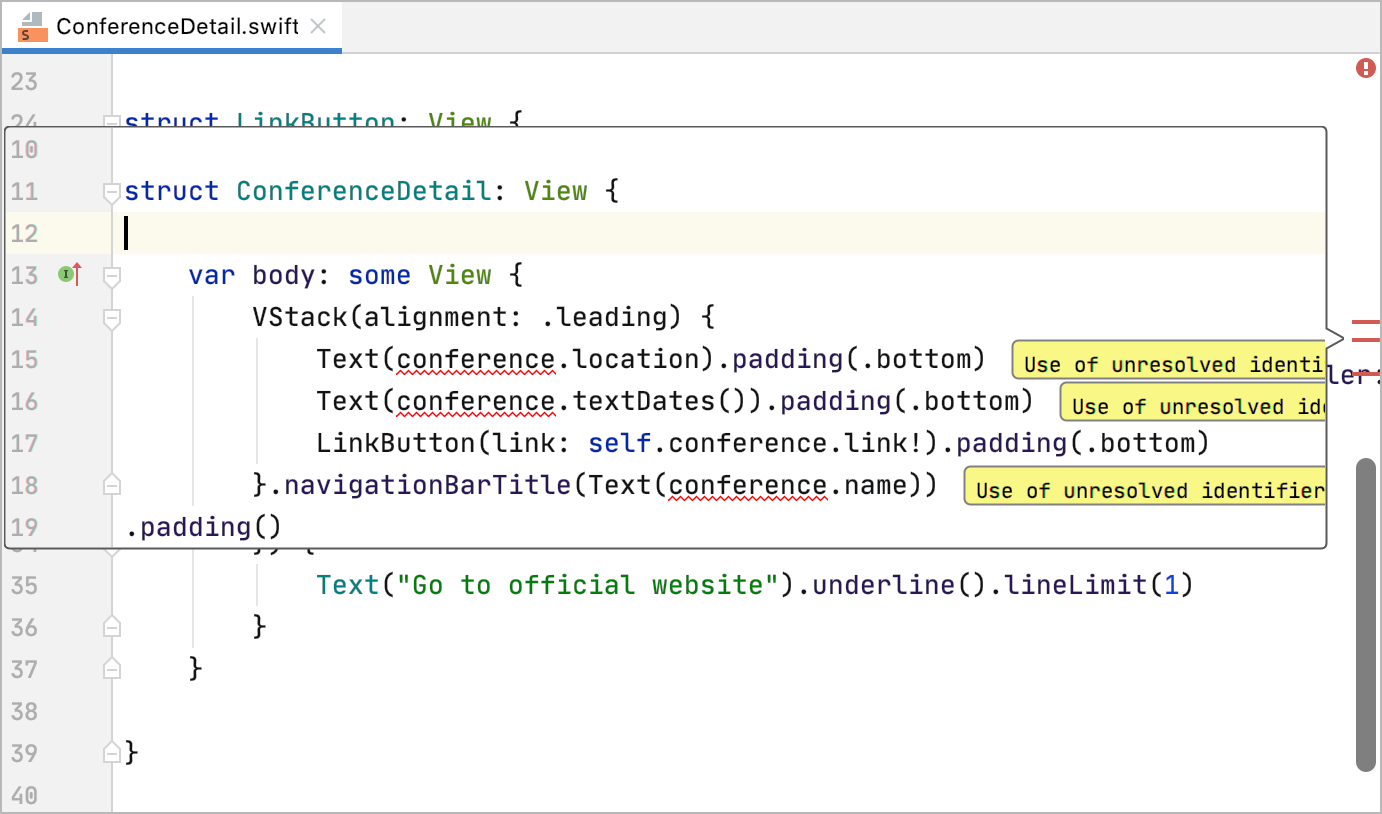 ConferenceDetail.swift
23
24 struct LinkButton: View {
10
11 struct ConferenceDetail: View {
12
13 var body: some View {
14 VStack(alignment: .leading) {
15 Text(conference.location).padding(.bottom) Use of unresolved
16 Text(conference.textDates()).padding(.bottom) Use of unresolved
17 LinkButton(link: self.conference.link!).padding(.bottom)
18 }.navigationBarTitle(Text(conference.name)) Use of unresolved identifier
19 .padding()
35 Text("Go to official website").underline().lineLimit(1)
36 }
37 }
38
39 }
40